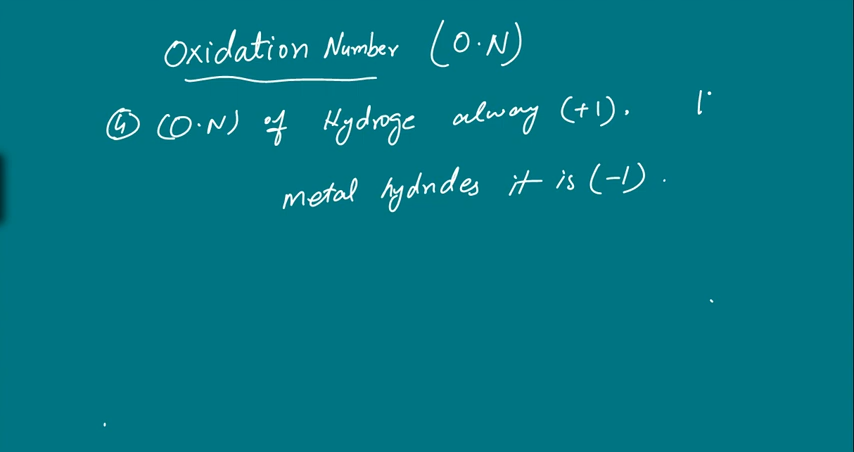 Oxidation Number (O.N)
④ (O.N) of Hydroge alway (+1).
metal hydrides it is (-1).